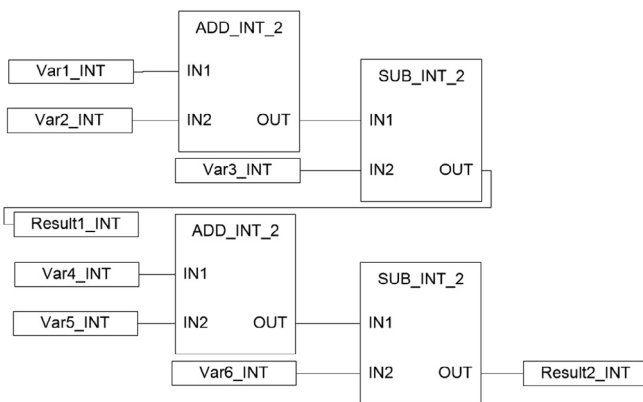 ADD_INT_2
Var1_INT
IN1
SUB_INT_2
Var2_INT
IN2 OUT
IN1
Var3_INT
IN2 OUT
Result1_INT
ADD_INT_2
Var4_INT
IN1
SUB_INT_2
Var5_INT
IN2 OUT
IN1
Var6_INT
IN2 OUT
Result2_INT